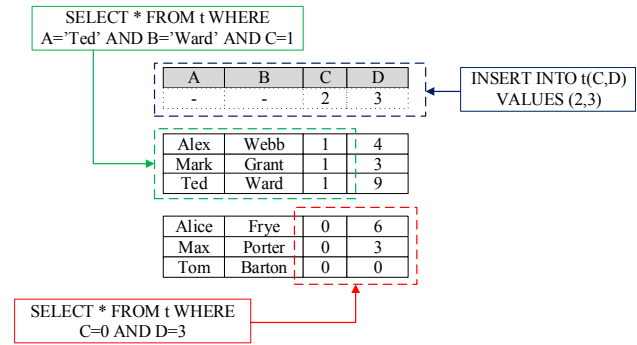 SELECT * FROM t WHERE
A='Ted' AND B='Ward' AND C=1
A B C D
- - 2 3
INSERT INTO t(C,D)
VALUES (2,3)
Alex Webb 1 4
Mark Grant 1 3
Ted Ward 1 9
Alice Frye 0 6
Max Porter 0 3
Tom Barton 0 0
SELECT * FROM t WHERE
C=0 AND D=3